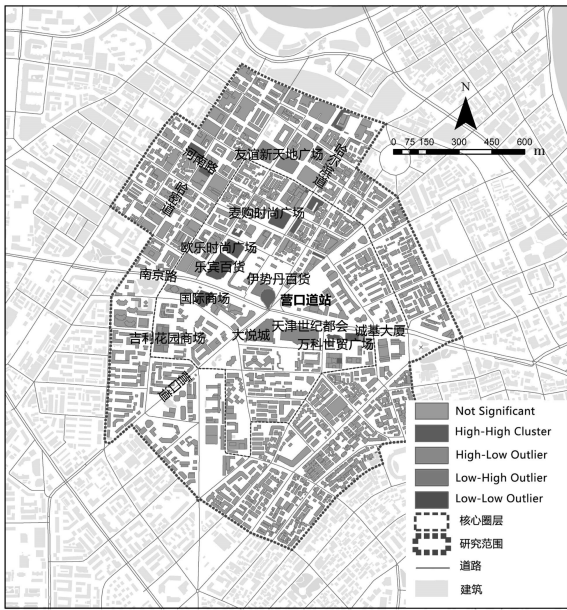 N
0 75 150 300 450 600
m
河南路
友谊新天地广场
哈尔滨道
哈密道
麦购时尚广场
欧乐时尚广场
乐宾百货
南京路
伊势丹百货
国际商场
营口道站
吉利花园商场
大悦城
天津世纪都会
诚基大厦
万科世贸广场
营口道
Not Significant
High-High Cluster
High-Low Outlier
Low-High Outlier
Low-Low Outlier
核心圈层
研究范围
道路
建筑